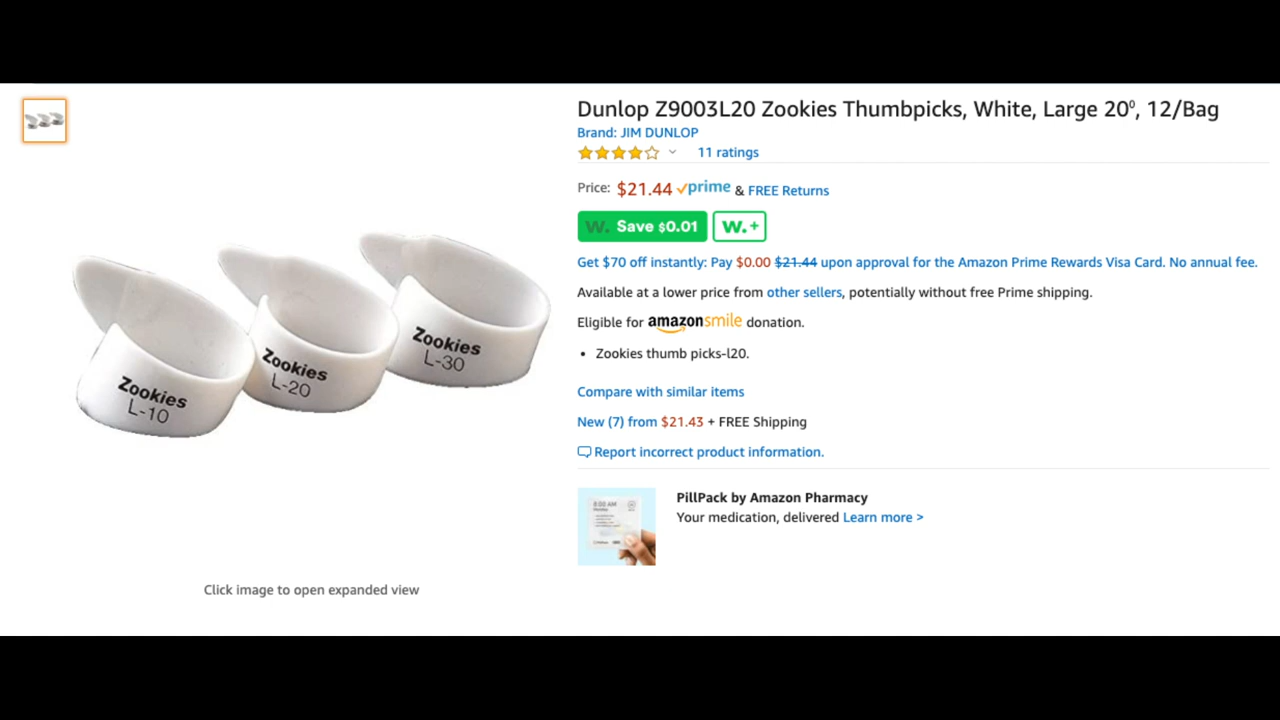 Dunlop Z9003L20 Zookies Thumbpicks, White, Large 20⁰, 12/Bag
Brand: JIM DUNLOP
11 ratings
Price: $21.44 prime & FREE Returns
W. Save $0.01 W.+
Get $70 off instantly: Pay $0.00 $21.44 upon approval for the Amazon Prime Rewards Visa Card. No annual fee.
Available at a lower price from other sellers, potentially without free Prime shipping.
Eligible for amazonsmile donation.
• Zookies thumb picks-l20.
Compare with similar items
New (7) from $21.43 + FREE Shipping
Report incorrect product information.
PillPack by Amazon Pharmacy
Your medication, delivered Learn more >
8:00 AM
Zookies
L-10
Zookies
L-20
Zookies
L-30
Click image to open expanded view